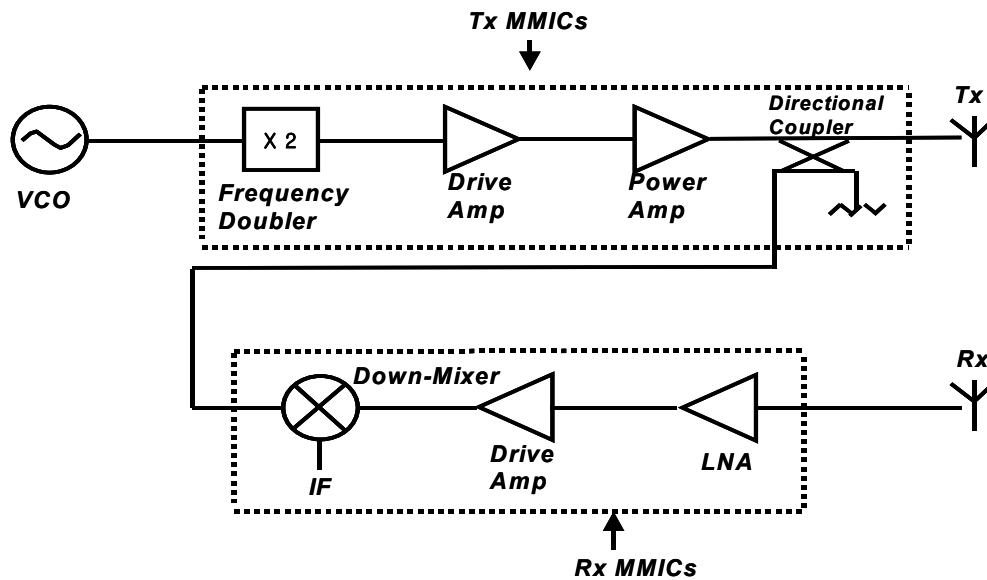 Tx MMICs
Directional
Coupler
Tx
X 2
VCO
Frequency
Doubler
Drive
Amp
Power
Amp
Down-Mixer
Rx
IF
Drive
Amp
LNA
Rx MMICs